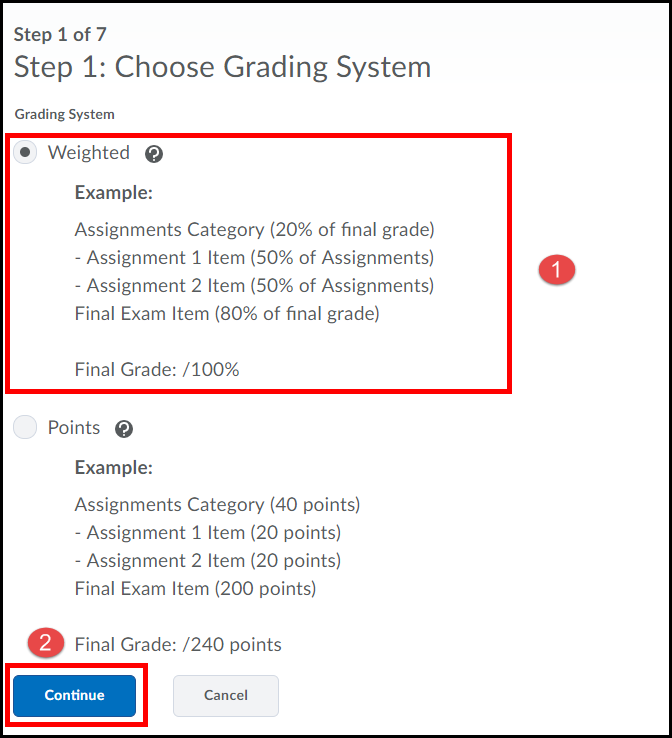 Step 1 of 7
Step 1: Choose Grading System
Grading System
Weighted ?
Example:
Assignments Category (20% of final grade)
- Assignment 1 Item (50% of Assignments)
1
- Assignment 2 Item (50% of Assignments)
Final Exam Item (80% of final grade)
Final Grade: /100%
Points ?
Example:
Assignments Category (40 points)
- Assignment 1 Item (20 points)
- Assignment 2 Item (20 points)
Final Exam Item (200 points)
2 Final Grade: /240 points
Continue Cancel